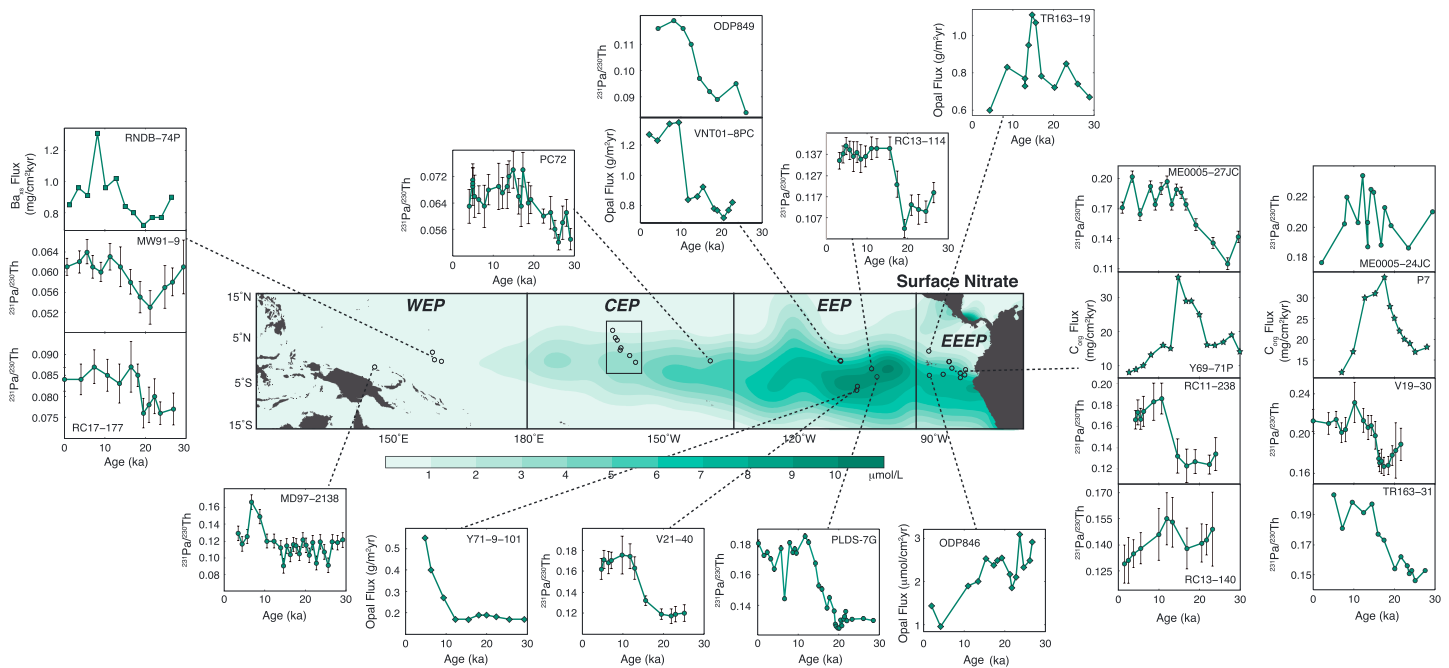 ODP849
0.11
0.10
0.09
²³¹Pa/²³⁰Th
VNT01−8PC
1.2
1.0
0.8
Opal Flux (g/m²yr)
0 10 20 30
Age (ka)
TR163−19
1.0
0.8
0.6
Opal Flux (g/m²yr)
0 10 20 30
Age (ka)
RNDB−74P
1.2
1.0
0.8
Baₓₛ Flux
(mg/cm²kyr)
MW91−9
0.064
0.060
0.056
0.052
²³¹Pa/²³⁰Th
RC17−177
0.093
0.085
0.075
²³¹Pa/²³⁰Th
0 10 20 30
Age (ka)
PC72
0.072
0.064
0.056
²³¹Pa/²³⁰Th
0 10 20 30
Age (ka)
RC13−114
0.137
0.127
0.117
0.107
²³¹Pa/²³⁰Th
0 10 20 30
Age (ka)
ME0005−27JC
0.20
0.17
0.14
0.11
²³¹Pa/²³⁰Th
Y69−71P
30
20
10
C_org Flux
(mg/cm²kyr)
RC11−238
0.20
0.18
0.16
0.14
0.12
²³¹Pa/²³⁰Th
RC13−140
0.170
0.150
0.140
0.125
²³¹Pa/²³⁰Th
0 10 20 30
Age (ka)
ME0005−24JC
0.22
0.20
0.18
²³¹Pa/²³⁰Th
P7
30
25
20
15
12
C_org Flux
(mg/cm²kyr)
V19−30
0.24
0.20
0.16
²³¹Pa/²³⁰Th
TR163−31
0.20
0.19
0.17
0.15
²³¹Pa/²³⁰Th
0 10 20 30
Age (ka)
Surface Nitrate
WEP
CEP
EEP
EEEP
15°N
5°N
5°S
15°S
15°N
5°N
5°S
15°S
150°E 180°E 150°W 120°W 90°W
1 2 3 4 5 6 7 8 9 10 μmol/L
MD97−2138
0.16
0.14
0.12
0.10
0.08
²³¹Pa/²³⁰Th
0 10 20 30
Age (ka)
Y71−9−101
0.5
0.4
0.3
0.2
Opal Flux (g/m²yr)
0 10 20 30
Age (ka)
V21−40
0.16
0.14
0.12
²³¹Pa/²³⁰Th
0 10 20 30
Age (ka)
PLDS-7G
0.18
0.16
0.14
²³¹Pa/²³⁰Th
0 10 20 30
Age (ka)
ODP846
3
2
1
Opal Flux (μmol/cm²yr)
0 10 20 30
Age (ka)